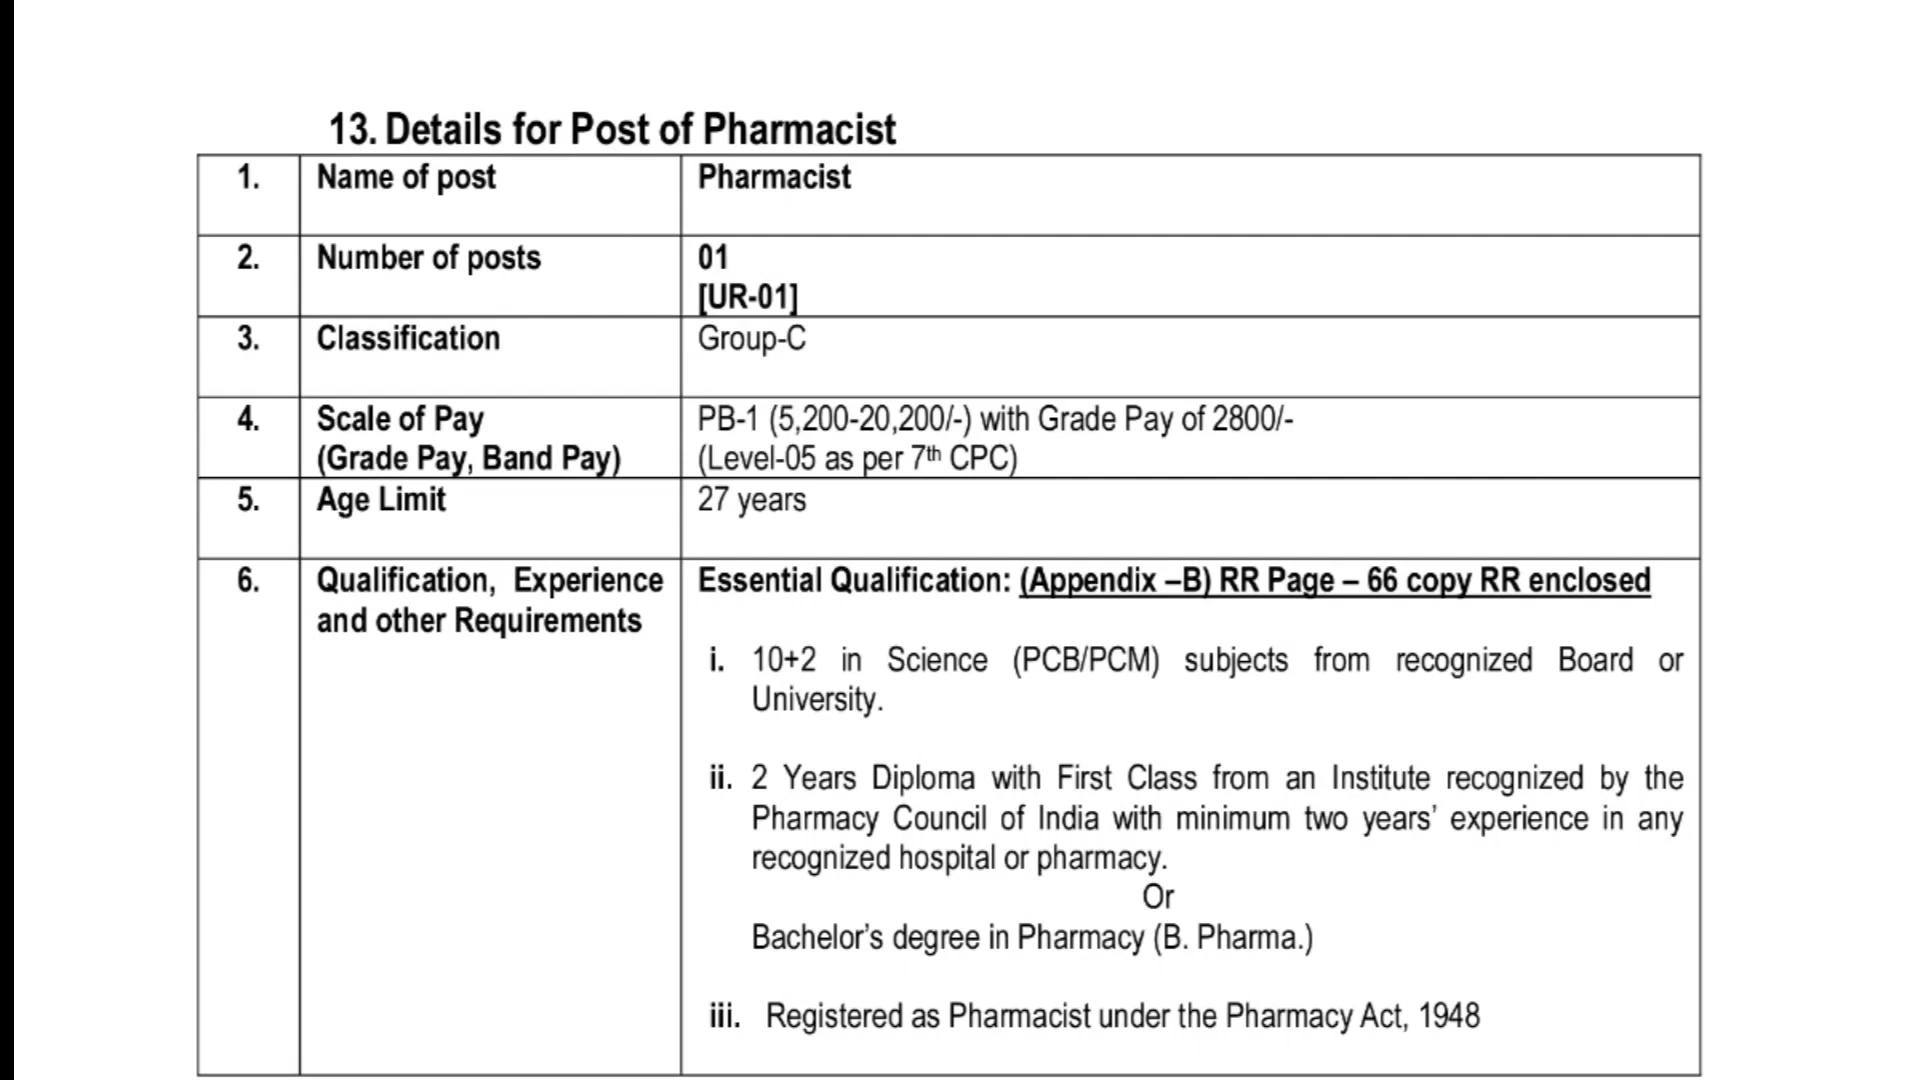 13. Details for Post of Pharmacist
1. Name of post Pharmacist
2. Number of posts 01
[UR-01]
3. Classification Group-C
4. Scale of Pay PB-1 (5,200-20,200/-) with Grade Pay of 2800/-
(Grade Pay, Band Pay) (Level-05 as per 7th CPC)
5. Age Limit 27 years
6. Qualification, Experience Essential Qualification: (Appendix –B) RR Page – 66 copy RR enclosed
and other Requirements
i. 10+2 in Science (PCB/PCM) subjects from recognized Board or
University.
ii. 2 Years Diploma with First Class from an Institute recognized by the
Pharmacy Council of India with minimum two years’ experience in any
recognized hospital or pharmacy.
Or
Bachelor’s degree in Pharmacy (B. Pharma.)
iii. Registered as Pharmacist under the Pharmacy Act, 1948